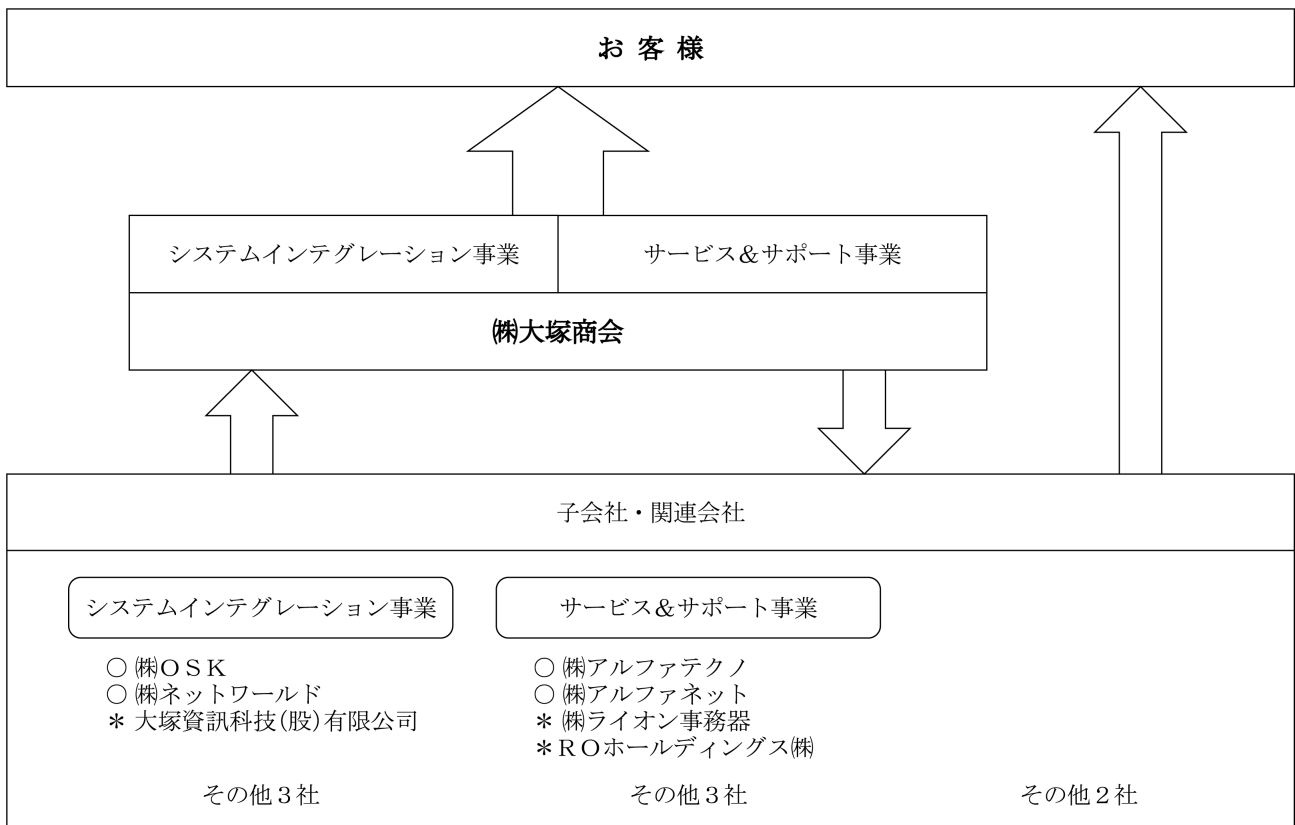 お 客 様
システムインテグレーション事業
サービス＆サポート事業
㈱大塚商会
子会社・関連会社
システムインテグレーション事業
○ ㈱ＯＳＫ
○ ㈱ネットワールド
＊ 大塚資訊科技(股)有限公司
その他３社
サービス＆サポート事業
○ ㈱アルファテクノ
○ ㈱アルファネット
＊ ㈱ライオン事務器
＊ＲＯホールディングス㈱
その他３社
その他２社